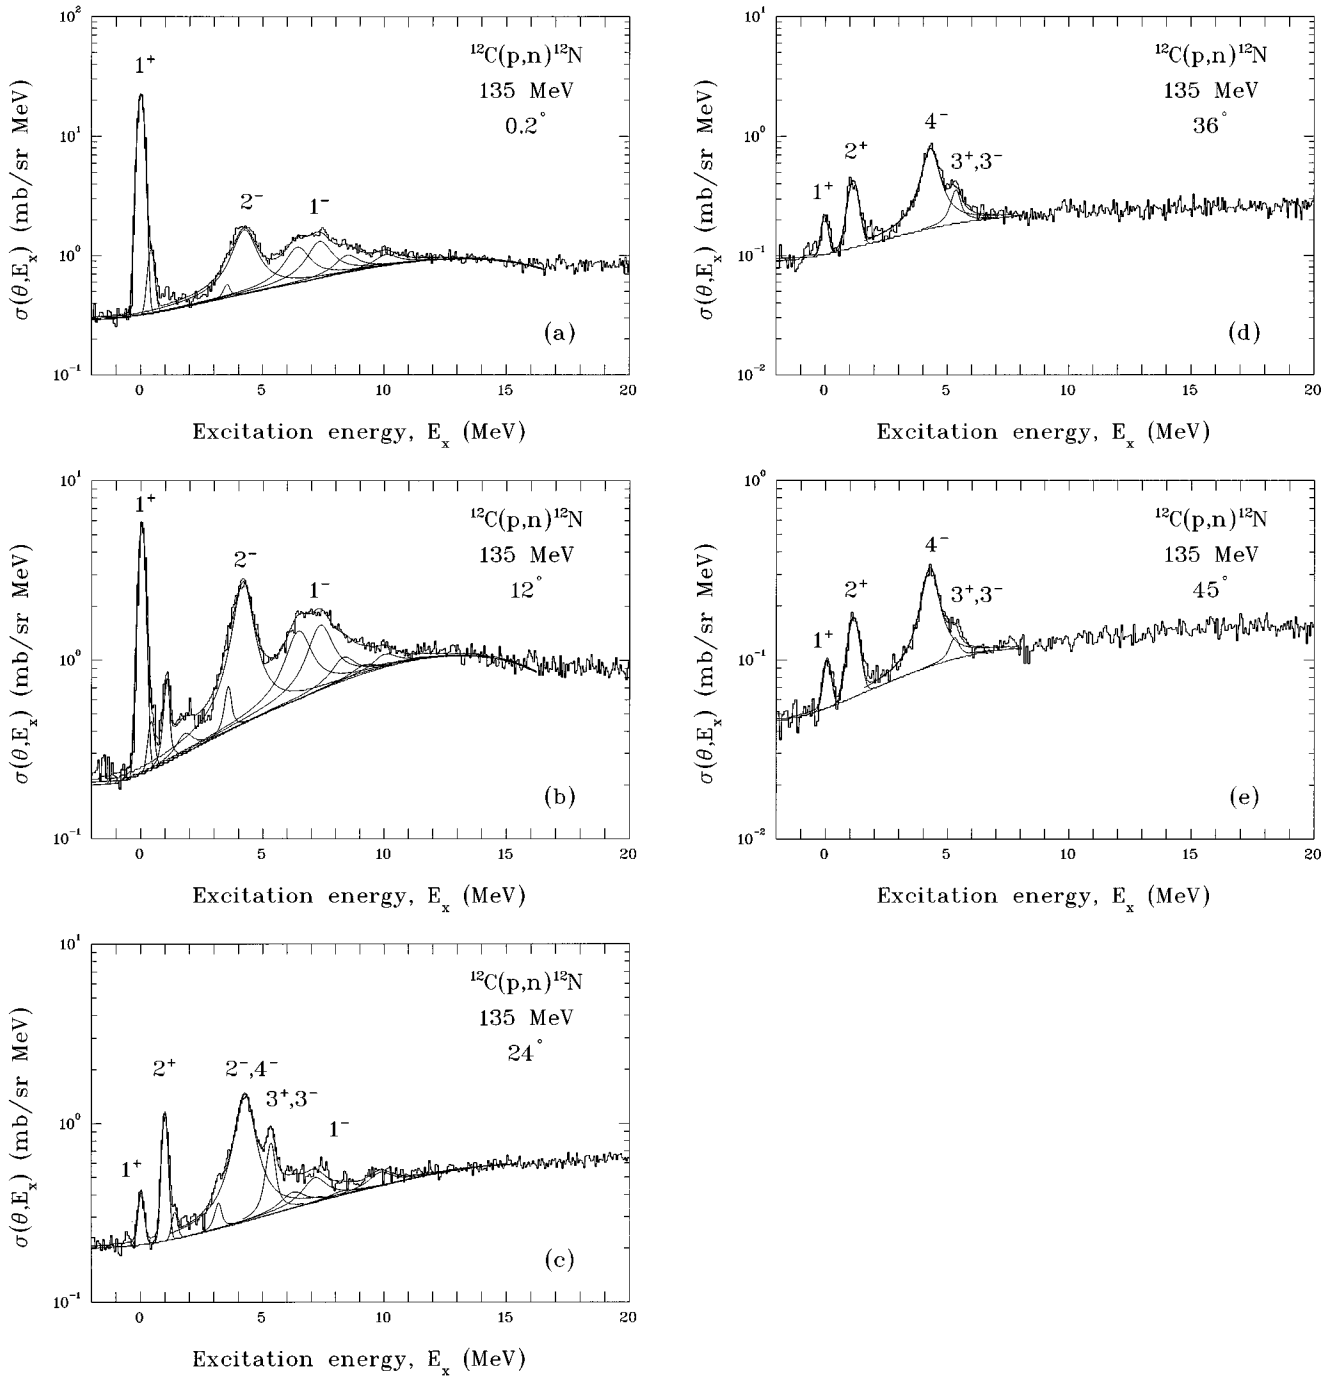 σ(θ,Eₓ) (mb/sr MeV)
10³
10²
10¹
10⁰
10⁻¹
1⁺
2⁻
1⁻
¹²C(p,n)¹²N
135 MeV
0.2°
(a)
0 5 10 15 20
Excitation energy, Eₓ (MeV)
σ(θ,Eₓ) (mb/sr MeV)
10¹
10⁰
10⁻¹
1⁺
2⁻
1⁻
¹²C(p,n)¹²N
135 MeV
12°
(b)
0 5 10 15 20
Excitation energy, Eₓ (MeV)
σ(θ,Eₓ) (mb/sr MeV)
10¹
10⁰
10⁻¹
1⁺
2⁺
2⁻,4⁻
3⁺,3⁻
1⁻
¹²C(p,n)¹²N
135 MeV
24°
(c)
0 5 10 15 20
Excitation energy, Eₓ (MeV)
σ(θ,Eₓ) (mb/sr MeV)
10¹
10⁰
10⁻¹
10⁻²
1⁺
2⁺
4⁻
3⁺,3⁻
¹²C(p,n)¹²N
135 MeV
36°
(d)
0 5 10 15 20
Excitation energy, Eₓ (MeV)
σ(θ,Eₓ) (mb/sr MeV)
10⁰
10⁻¹
10⁻²
1⁺
2⁺
4⁻
3⁺,3⁻
¹²C(p,n)¹²N
135 MeV
45°
(e)
0 5 10 15 20
Excitation energy, Eₓ (MeV)